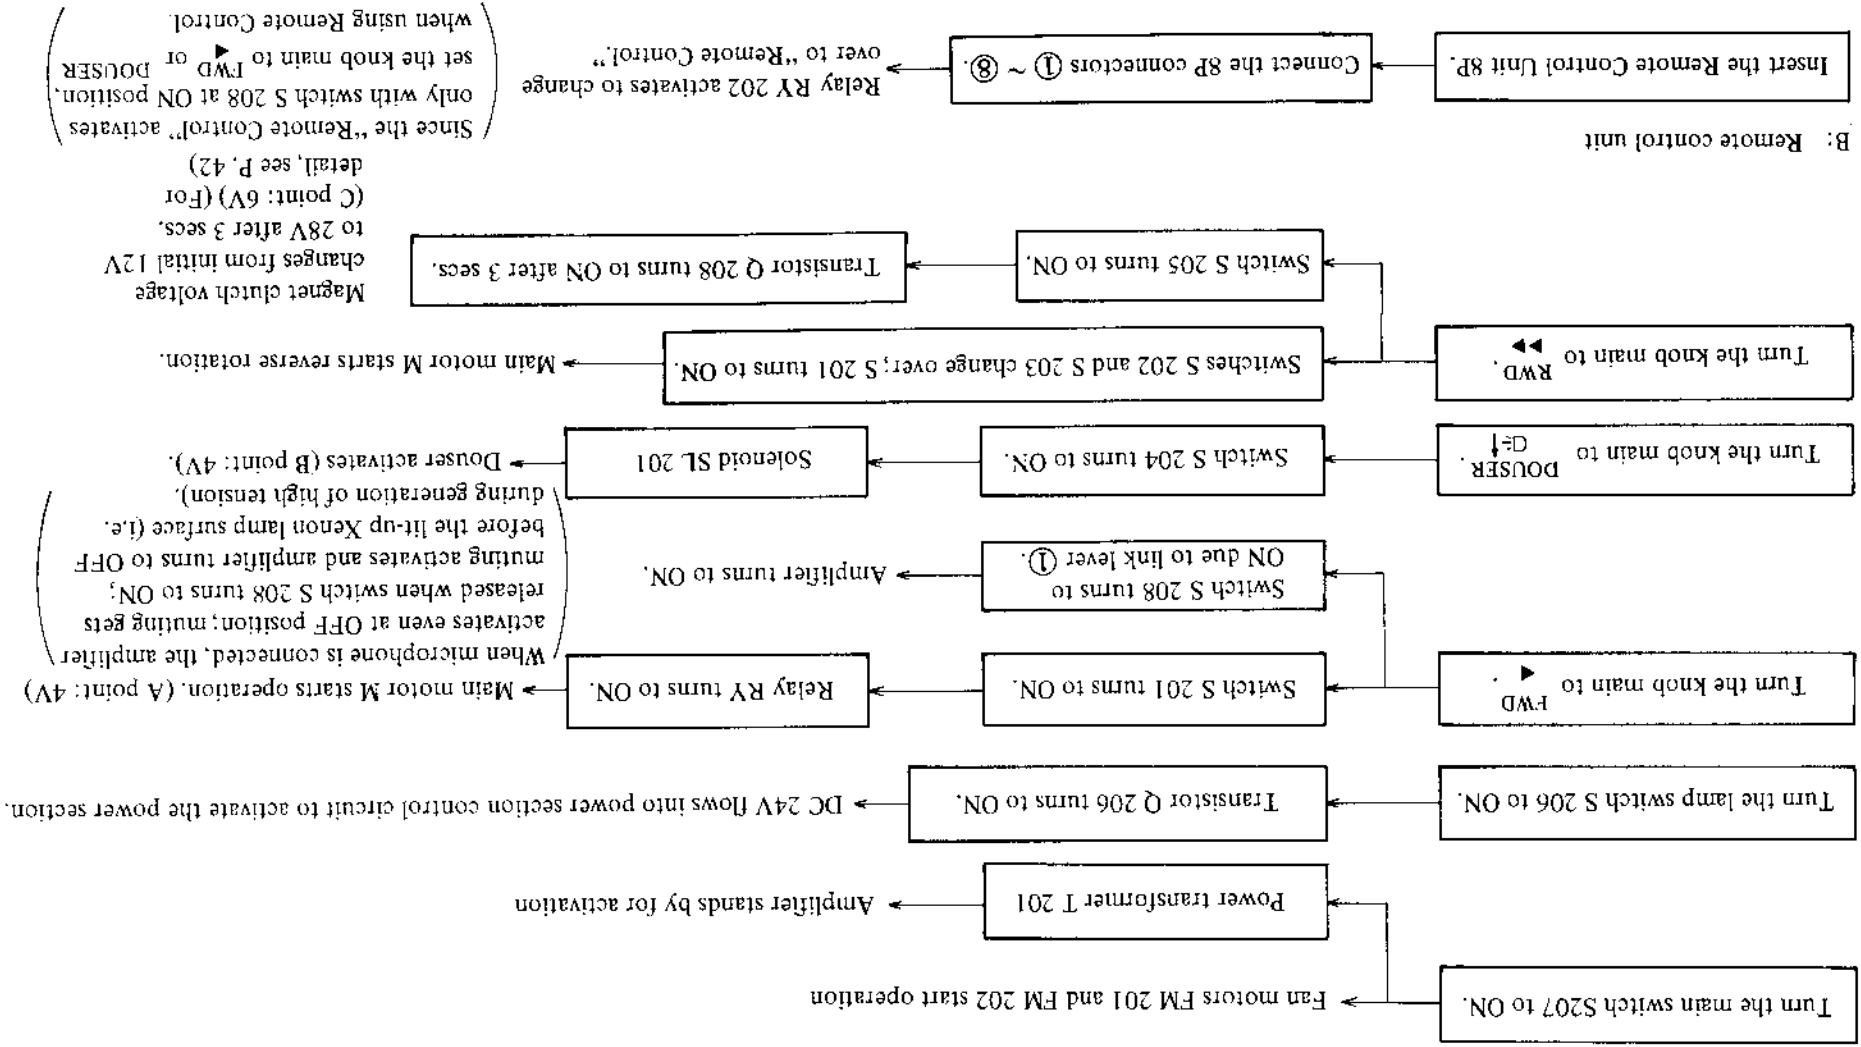 Turn the main switch S207 to ON.
Fan motors FM 201 and FM 202 start operation
Power transformer T 201
Amplifier stands by for activation
Turn the lamp switch S 206 to ON.
Transistor Q 206 turns to ON.
DC 24V flows into power section control circuit to activate the power section.
Turn the knob main to FWD ▶.
Switch S 201 turns to ON.
Relay RY turns to ON.
Main motor M starts operation. (A point: 4V)
Switch S 208 turns to
ON due to link lever ①.
Amplifier turns to ON.
(When microphone is connected, the amplifier
activates even at OFF position; muting gets
released when switch S 208 turns to ON;
muting activates and amplifier turns to OFF
before the lit-up Xenon lamp surface (i.e.
during generation of high tension).)
Turn the knob main to DOUSER.
Switch S 204 turns to ON.
Solenoid SL 201
Douser activates (B point: 4V).
Turn the knob main to RWD ◀◀.
Switches S 202 and S 203 change over; S 201 turns to ON.
Main motor M starts reverse rotation.
Switch S 205 turns to ON.
Transistor Q 208 turns to ON after 3 secs.
Magnet clutch voltage
changes from initial 12V
to 28V after 3 secs.
(C point: 6V) (For
detail, see P. 42)
B: Remote control unit
Insert the Remote Control Unit 8P.
Connect the 8P connectors ① ~ ⑧.
Relay RY 202 activates to change
over to "Remote Control."
(Since the "Remote Control" activates
only with switch S 208 at ON position,
set the knob main to FWD ▶ or DOUSER
when using Remote Control.)